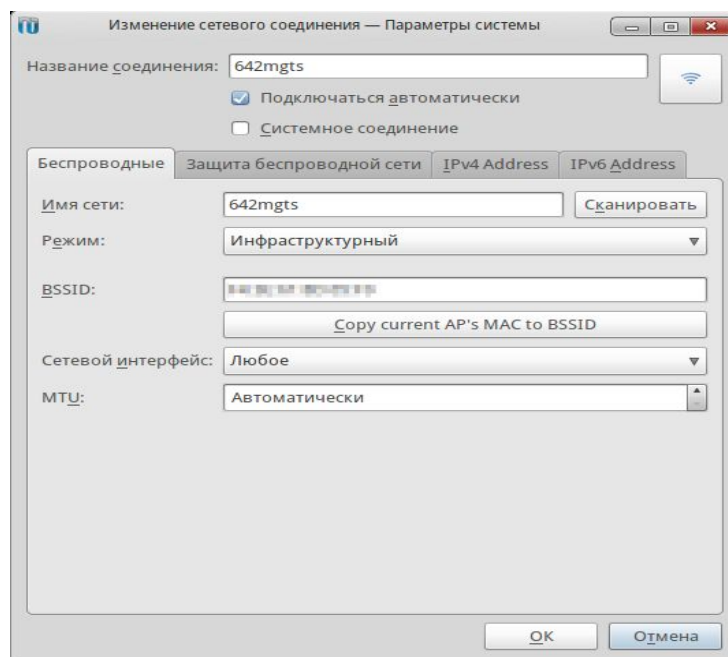 Изменение сетевого соединения — Параметры системы
Название соединения: 642mgts
Подключаться автоматически
Системное соединение
Беспроводные Защита беспроводной сети IPv4 Address IPv6 Address
Имя сети: 642mgts Сканировать
Режим: Инфраструктурный
BSSID:
Copy current AP's MAC to BSSID
Сетевой интерфейс: Любое
MTU: Автоматически
OK Отмена